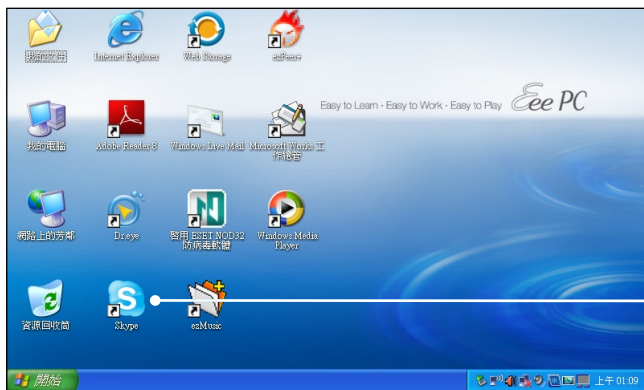 我的文件
Internet Explorer
Web Storage
ezPeer+
Easy to Learn · Easy to Work · Easy to Play
Eee PC
我的電腦
Adobe Reader 8
Windows Live Mail
Microsoft Works 工
作總管
網路上的芳鄰
Dr.eye
啓用 ESET NOD32
防病毒軟體
Windows Media
Player
資源回收筒
Skype
ezMusic
開始
上午 01:09